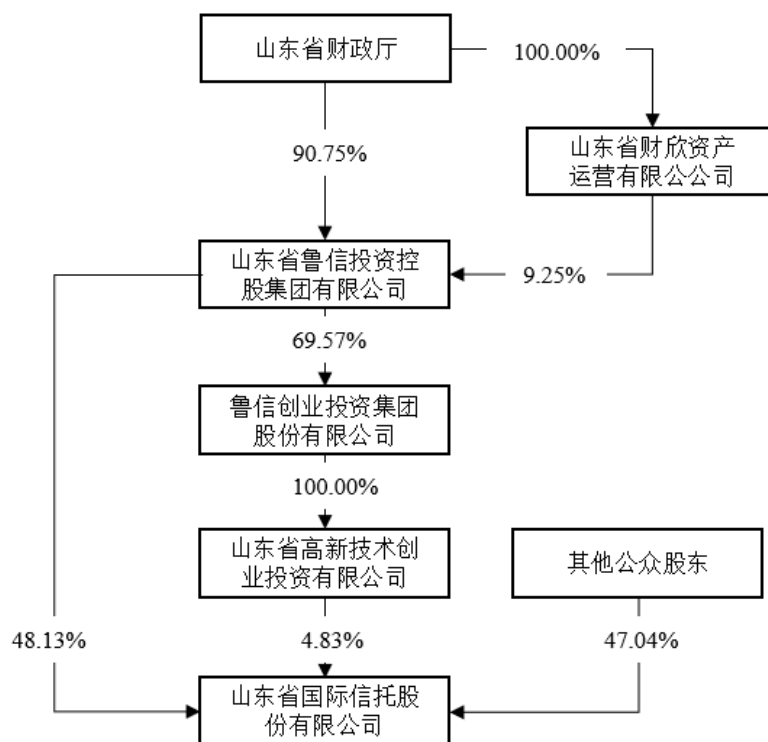 山东省财政厅
100.00%
山东省财欣资产
运营有限公公司
90.75%
山东省鲁信投资控
股集团有限公司
9.25%
69.57%
鲁信创业投资集团
股份有限公司
100.00%
山东省高新技术创
业投资有限公司
其他公众股东
48.13%
4.83%
47.04%
山东省国际信托股
份有限公司